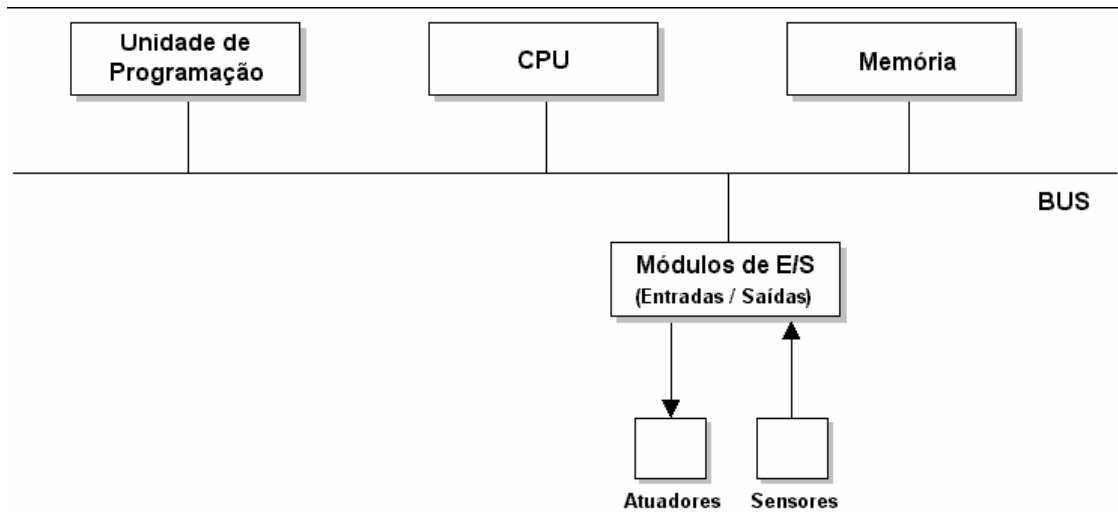 Unidade de
Programação
CPU
Memória
BUS
Módulos de E/S
(Entradas / Saídas)
Atuadores
Sensores